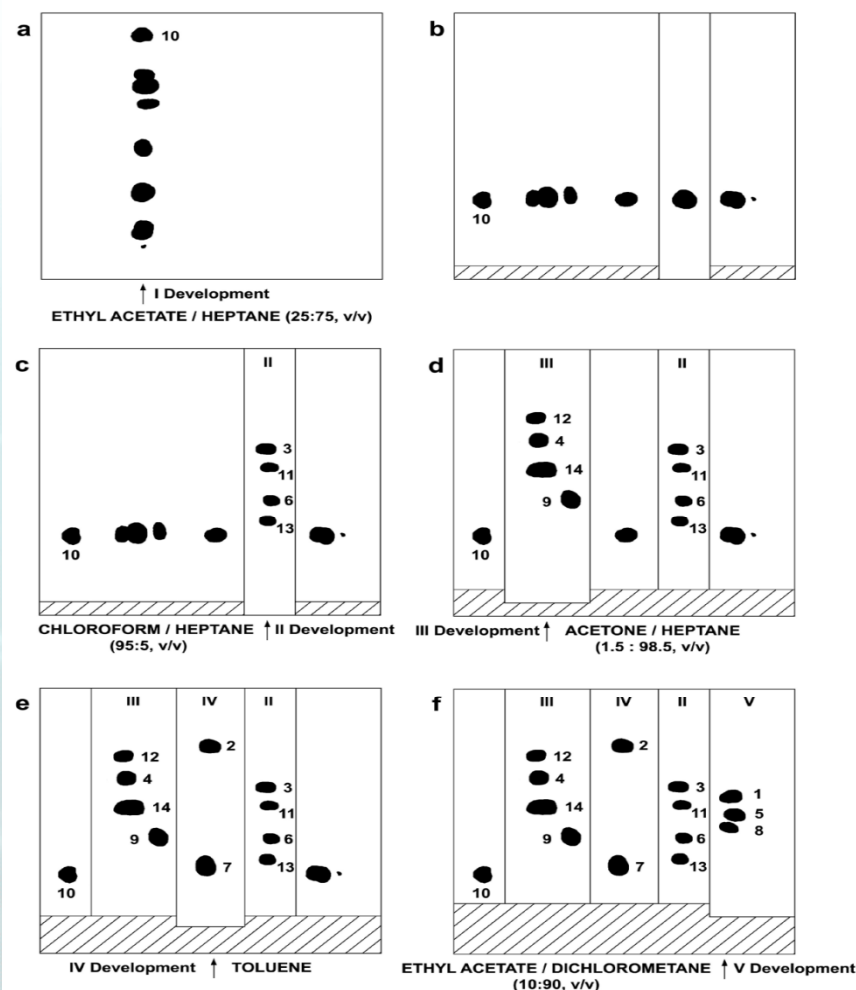 a
10
I Development
ETHYL ACETATE / HEPTANE (25:75, v/v)
b
10
c
II
3
11
6
13
10
CHLOROFORM / HEPTANE
(95:5, v/v)
II Development
d
III
II
12
4
14
9
3
11
6
13
10
III Development
ACETONE / HEPTANE
(1.5 : 98.5, v/v)
e
III
IV
II
2
12
4
14
9
3
11
6
13
7
10
IV Development
TOLUENE
f
III
IV
II
V
2
12
4
14
9
3
11
6
13
1
5
8
7
10
ETHYL ACETATE / DICHLOROMETANE
(10:90, v/v)
V Development